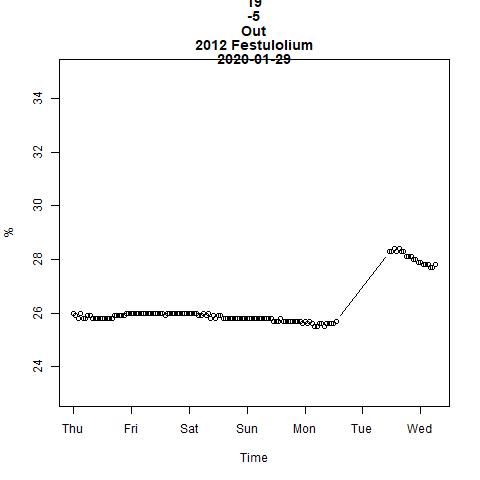 19
-5
Out
2012 Festulolium
2020-01-29
34
32
30
28
26
24
%
Thu Fri Sat Sun Mon Tue Wed
Time